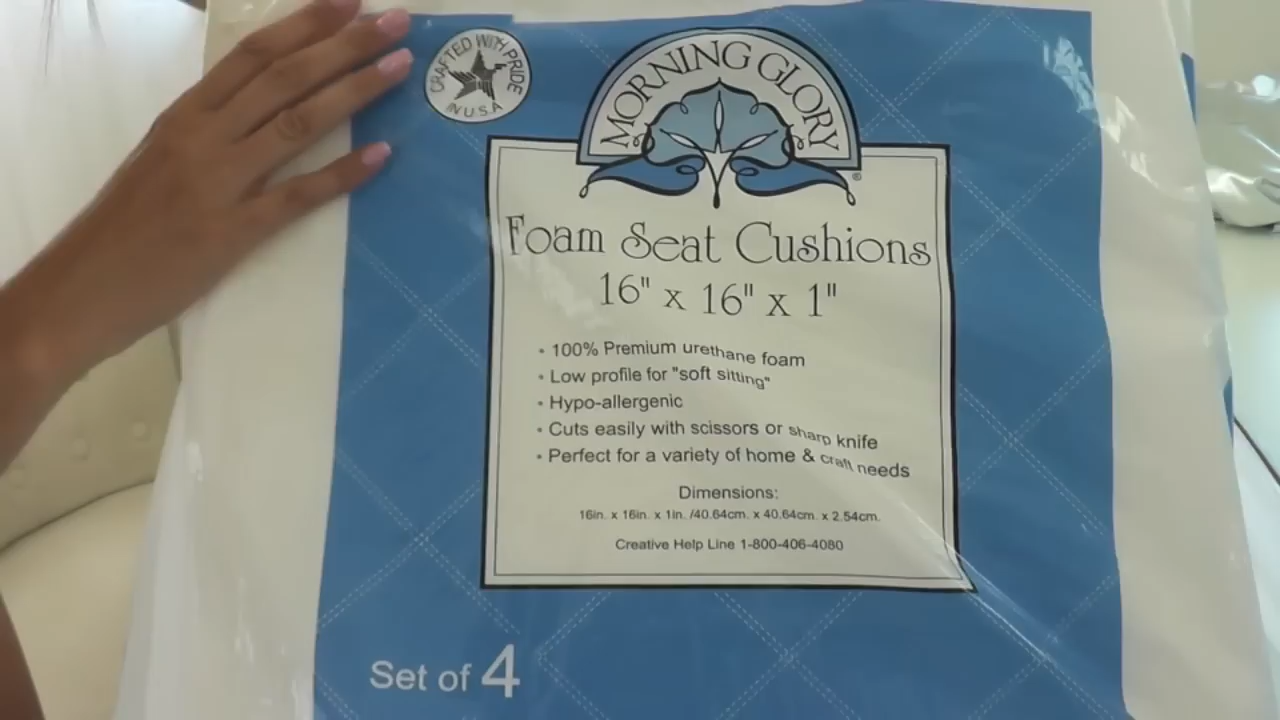 CRAFTED WITH PRIDE
IN U.S.A
MORNING GLORY
®
Foam Seat Cushions
16" x 16" x 1"
• 100% Premium urethane foam
• Low profile for "soft sitting"
• Hypo-allergenic
• Cuts easily with scissors or sharp knife
• Perfect for a variety of home & craft needs
Dimensions:
16in. x 16in. x 1in. /40.64cm. x 40.64cm. x 2.54cm.
Creative Help Line 1-800-406-4080
Set of 4